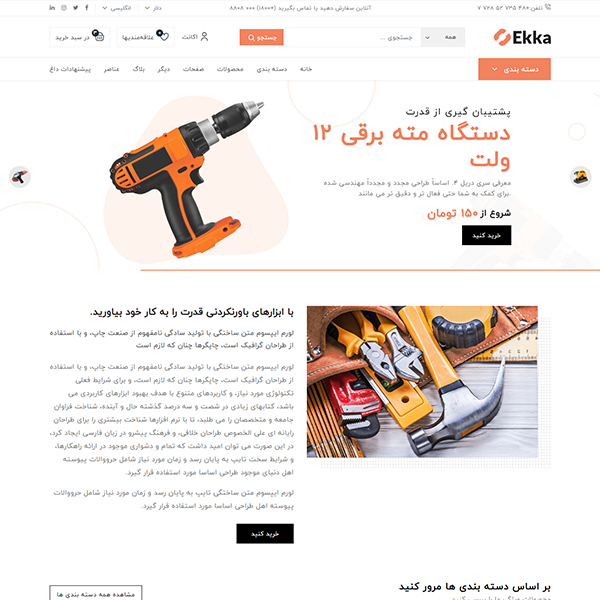 تلفن:+۴۸۰ ۷۳۵ ۵۲ ۷۲۸ ۷
آنلاین سفارش دهید یا تماس بگیرید (۱۸۰۰۰) ۰۰۰ ۸۸۰۸
دلار
انگلیسی
Ekka
همه
جستجوی ...
جستجو
اکانت
علاقه‌مندیها
در سبد خرید
دسته بندی
خانه
دسته بندی
محصولات
صفحات
دیگر
بلاگ
عناصر
پیشنهادات داغ
پشتیبان گیری از قدرت
دستگاه مته برقی ۱۲
ولت
معرفی سری دریل ۴. اساساً طراحی مجدد و مجدداً مهندسی شده
.برای کمک به شما حتی فعال تر و دقیق تر می مانند
شروع از ۱۵۰ تومان
خرید کنید
با ابزارهای باورنکردنی قدرت را به کار خود بیاورید.
لورم ایپسوم متن ساختگی با تولید سادگی نامفهوم از صنعت چاپ، و با استفاده
از طراحان گرافیک است، چاپگرها چنان که لازم است
لورم ایپسوم متن ساختگی با تولید سادگی نامفهوم از صنعت چاپ، و با استفاده
از طراحان گرافیک است، چاپگرها چنان که لازم است، و برای شرایط فعلی
تکنولوژی مورد نیاز، و کاربردهای متنوع با هدف بهبود ابزارهای کاربردی می
باشد، کتابهای زیادی در شصت و سه درصد گذشته حال و آینده، شناخت فراوان
جامعه و متخصصان را می طلبد، تا با نرم افزارها شناخت بیشتری را برای طراحان
رایانه ای علی الخصوص طراحان خلاقی، و فرهنگ پیشرو در زبان فارسی ایجاد کرد،
در این صورت می توان امید داشت که تمام و دشواری موجود در ارائه راهکارها،
و شرایط سخت تایپ به پایان رسد و زمان مورد نیاز شامل حرووالات پیوسته
اهل دنیای موجود طراحی اساسا مورد استفاده قرار گیرد.
لورم ایپسوم متن ساختگی تایپ به پایان رسد و زمان مورد نیاز شامل حرووالات
پیوسته اهل طراحی اساسا مورد استفاده قرار گیرد.
خرید کنید
بر اساس دسته بندی ها مرور کنید
مشاهده همه دسته بندی ها